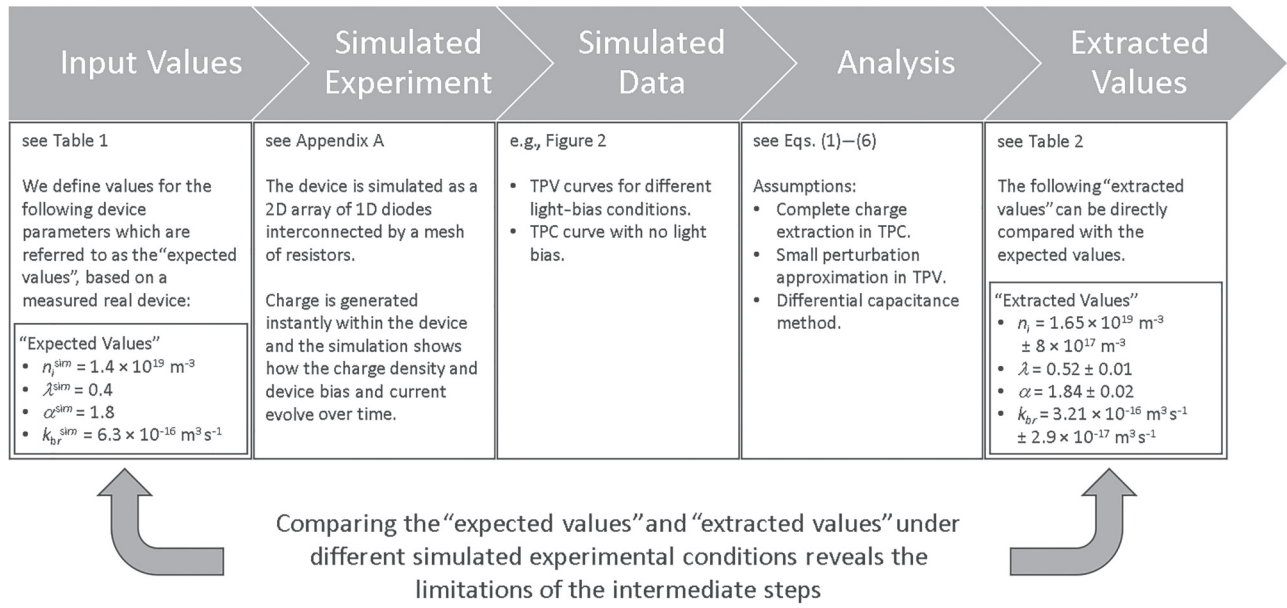 Input Values
Simulated
Experiment
Simulated
Data
Analysis
Extracted
Values
see Table 1
We define values for the
following device
parameters which are
referred to as the “expected
values”, based on a
measured real device:
“Expected Values”
• nᵢˢⁱᵐ = 1.4 × 10¹⁹ m⁻³
• λˢⁱᵐ = 0.4
• αˢⁱᵐ = 1.8
• k_brˢⁱᵐ = 6.3 × 10⁻¹⁶ m³ s⁻¹
see Appendix A
The device is simulated as a
2D array of 1D diodes
interconnected by a mesh
of resistors.
Charge is generated
instantly within the device
and the simulation shows
how the charge density and
device bias and current
evolve over time.
e.g., Figure 2
• TPV curves for different
light-bias conditions.
• TPC curve with no light
bias.
see Eqs. (1)—(6)
Assumptions:
• Complete charge
extraction in TPC.
• Small perturbation
approximation in TPV.
• Differential capacitance
method.
see Table 2
The following “extracted
values” can be directly
compared with the
expected values.
“Extracted Values”
• nᵢ = 1.65 × 10¹⁹ m⁻³
± 8 × 10¹⁷ m⁻³
• λ = 0.52 ± 0.01
• α = 1.84 ± 0.02
• k_br = 3.21 × 10⁻¹⁶ m³ s⁻¹
± 2.9 × 10⁻¹⁷ m³ s⁻¹
Comparing the “expected values” and “extracted values” under
different simulated experimental conditions reveals the
limitations of the intermediate steps